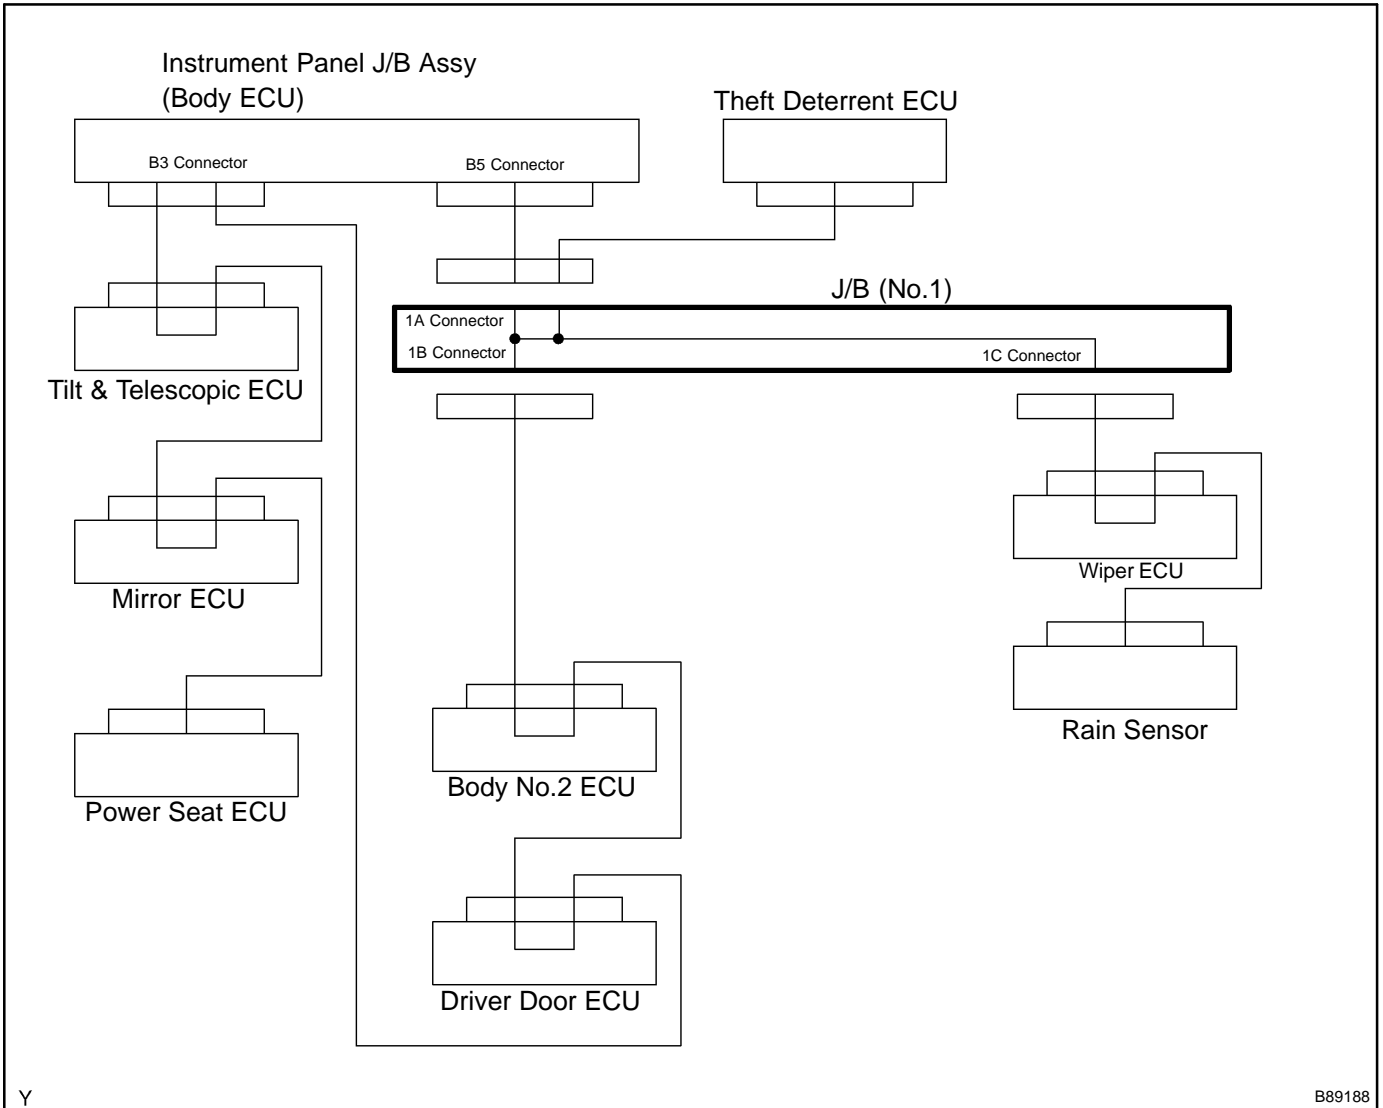 Instrument Panel J/B Assy
(Body ECU)
Theft Deterrent ECU
B3 Connector
B5 Connector
J/B (No.1)
1A Connector
1B Connector
1C Connector
Tilt & Telescopic ECU
Wiper ECU
Mirror ECU
Rain Sensor
Body No.2 ECU
Power Seat ECU
Driver Door ECU
Y
B89188